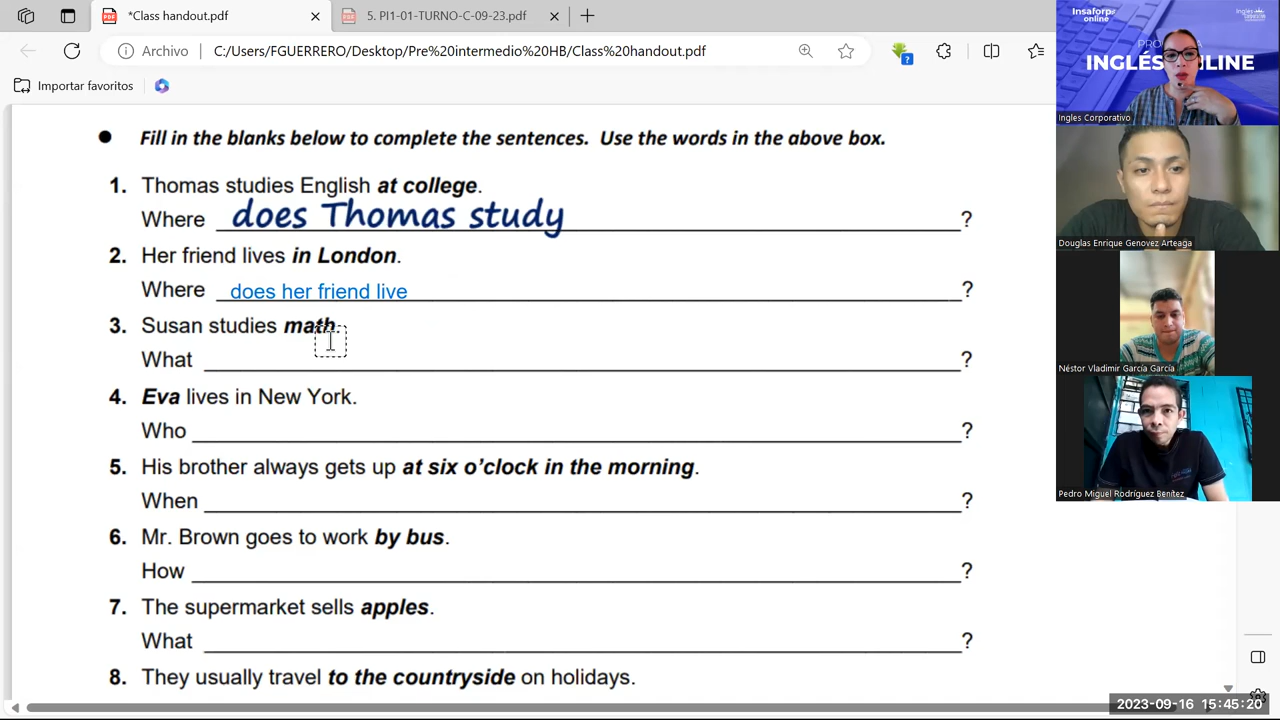 *Class handout.pdf
5. PI1-01-TURNO-C-09-23.pdf
Archivo
C:/Users/FGUERRERO/Desktop/Pre%20intermedio%20HB/Class%20handout.pdf
Importar favoritos
Fill in the blanks below to complete the sentences. Use the words in the above box.
1. Thomas studies English at college.
Where does Thomas study ?
2. Her friend lives in London.
Where does her friend live ?
3. Susan studies math.
What ?
4. Eva lives in New York.
Who ?
5. His brother always gets up at six o'clock in the morning.
When ?
6. Mr. Brown goes to work by bus.
How ?
7. The supermarket sells apples.
What ?
8. They usually travel to the countryside on holidays.
Insaforp
online
INGLÉS ONLINE
Ingles Corporativo
Douglas Enrique Genovez Arteaga
Néstor Vladimir García García
Pedro Miguel Rodríguez Benítez
2023-09-16 15:45:20